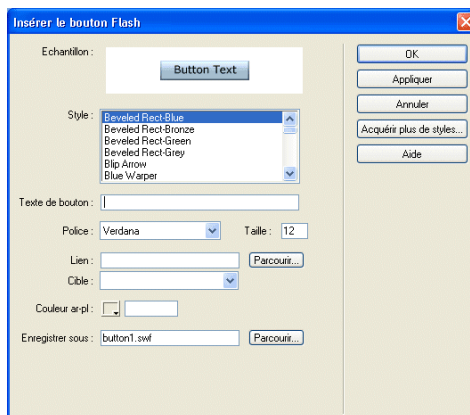 Insérer le bouton Flash
Echantillon :
Button Text
Style :
Beveled Rect-Blue
Beveled Rect-Bronze
Beveled Rect-Green
Beveled Rect-Grey
Blip Arrow
Blue Warper
Texte de bouton :
Police : Verdana Taille : 12
Lien : Parcourir...
Cible :
Couleur ar-pl :
Enregistrer sous : button1.swf Parcourir...
OK
Appliquer
Annuler
Acquérir plus de styles...
Aide